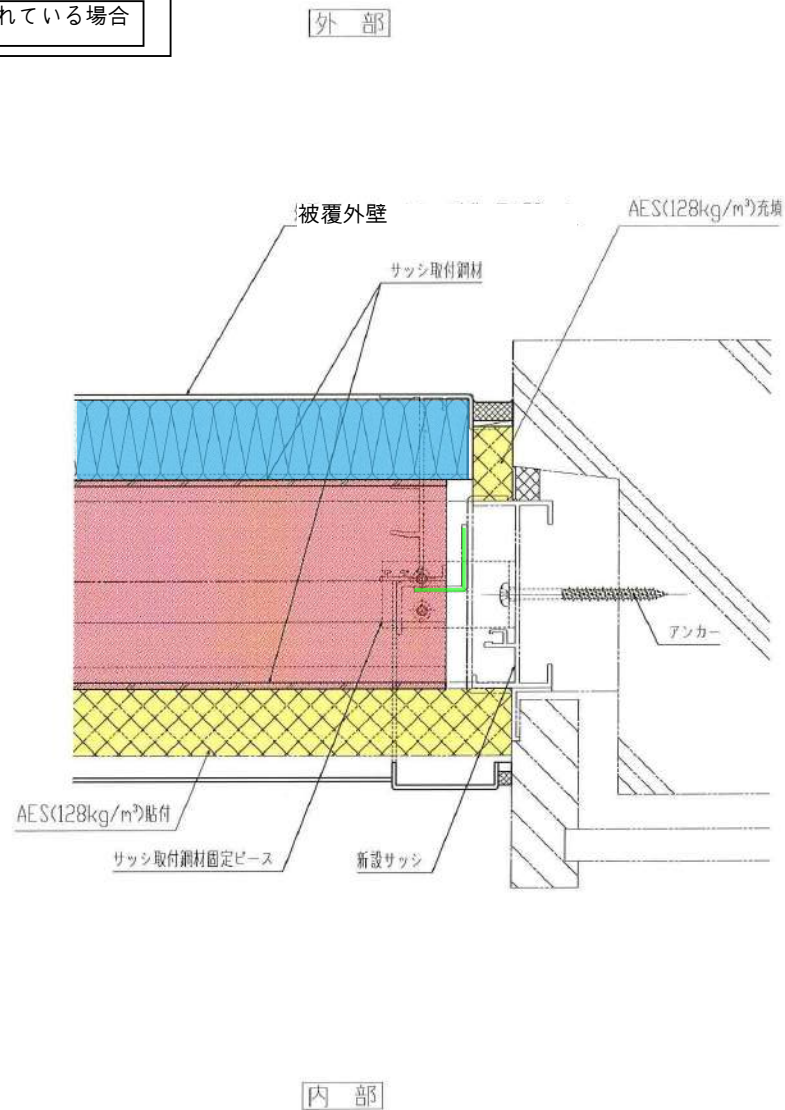 れている場合
外 部
被覆外壁
AES(128kg/m³)充填
サッシ取付鋼材
アンカー
AES(128kg/m³)貼付
サッシ取付鋼材固定ピース
新設サッシ
内 部